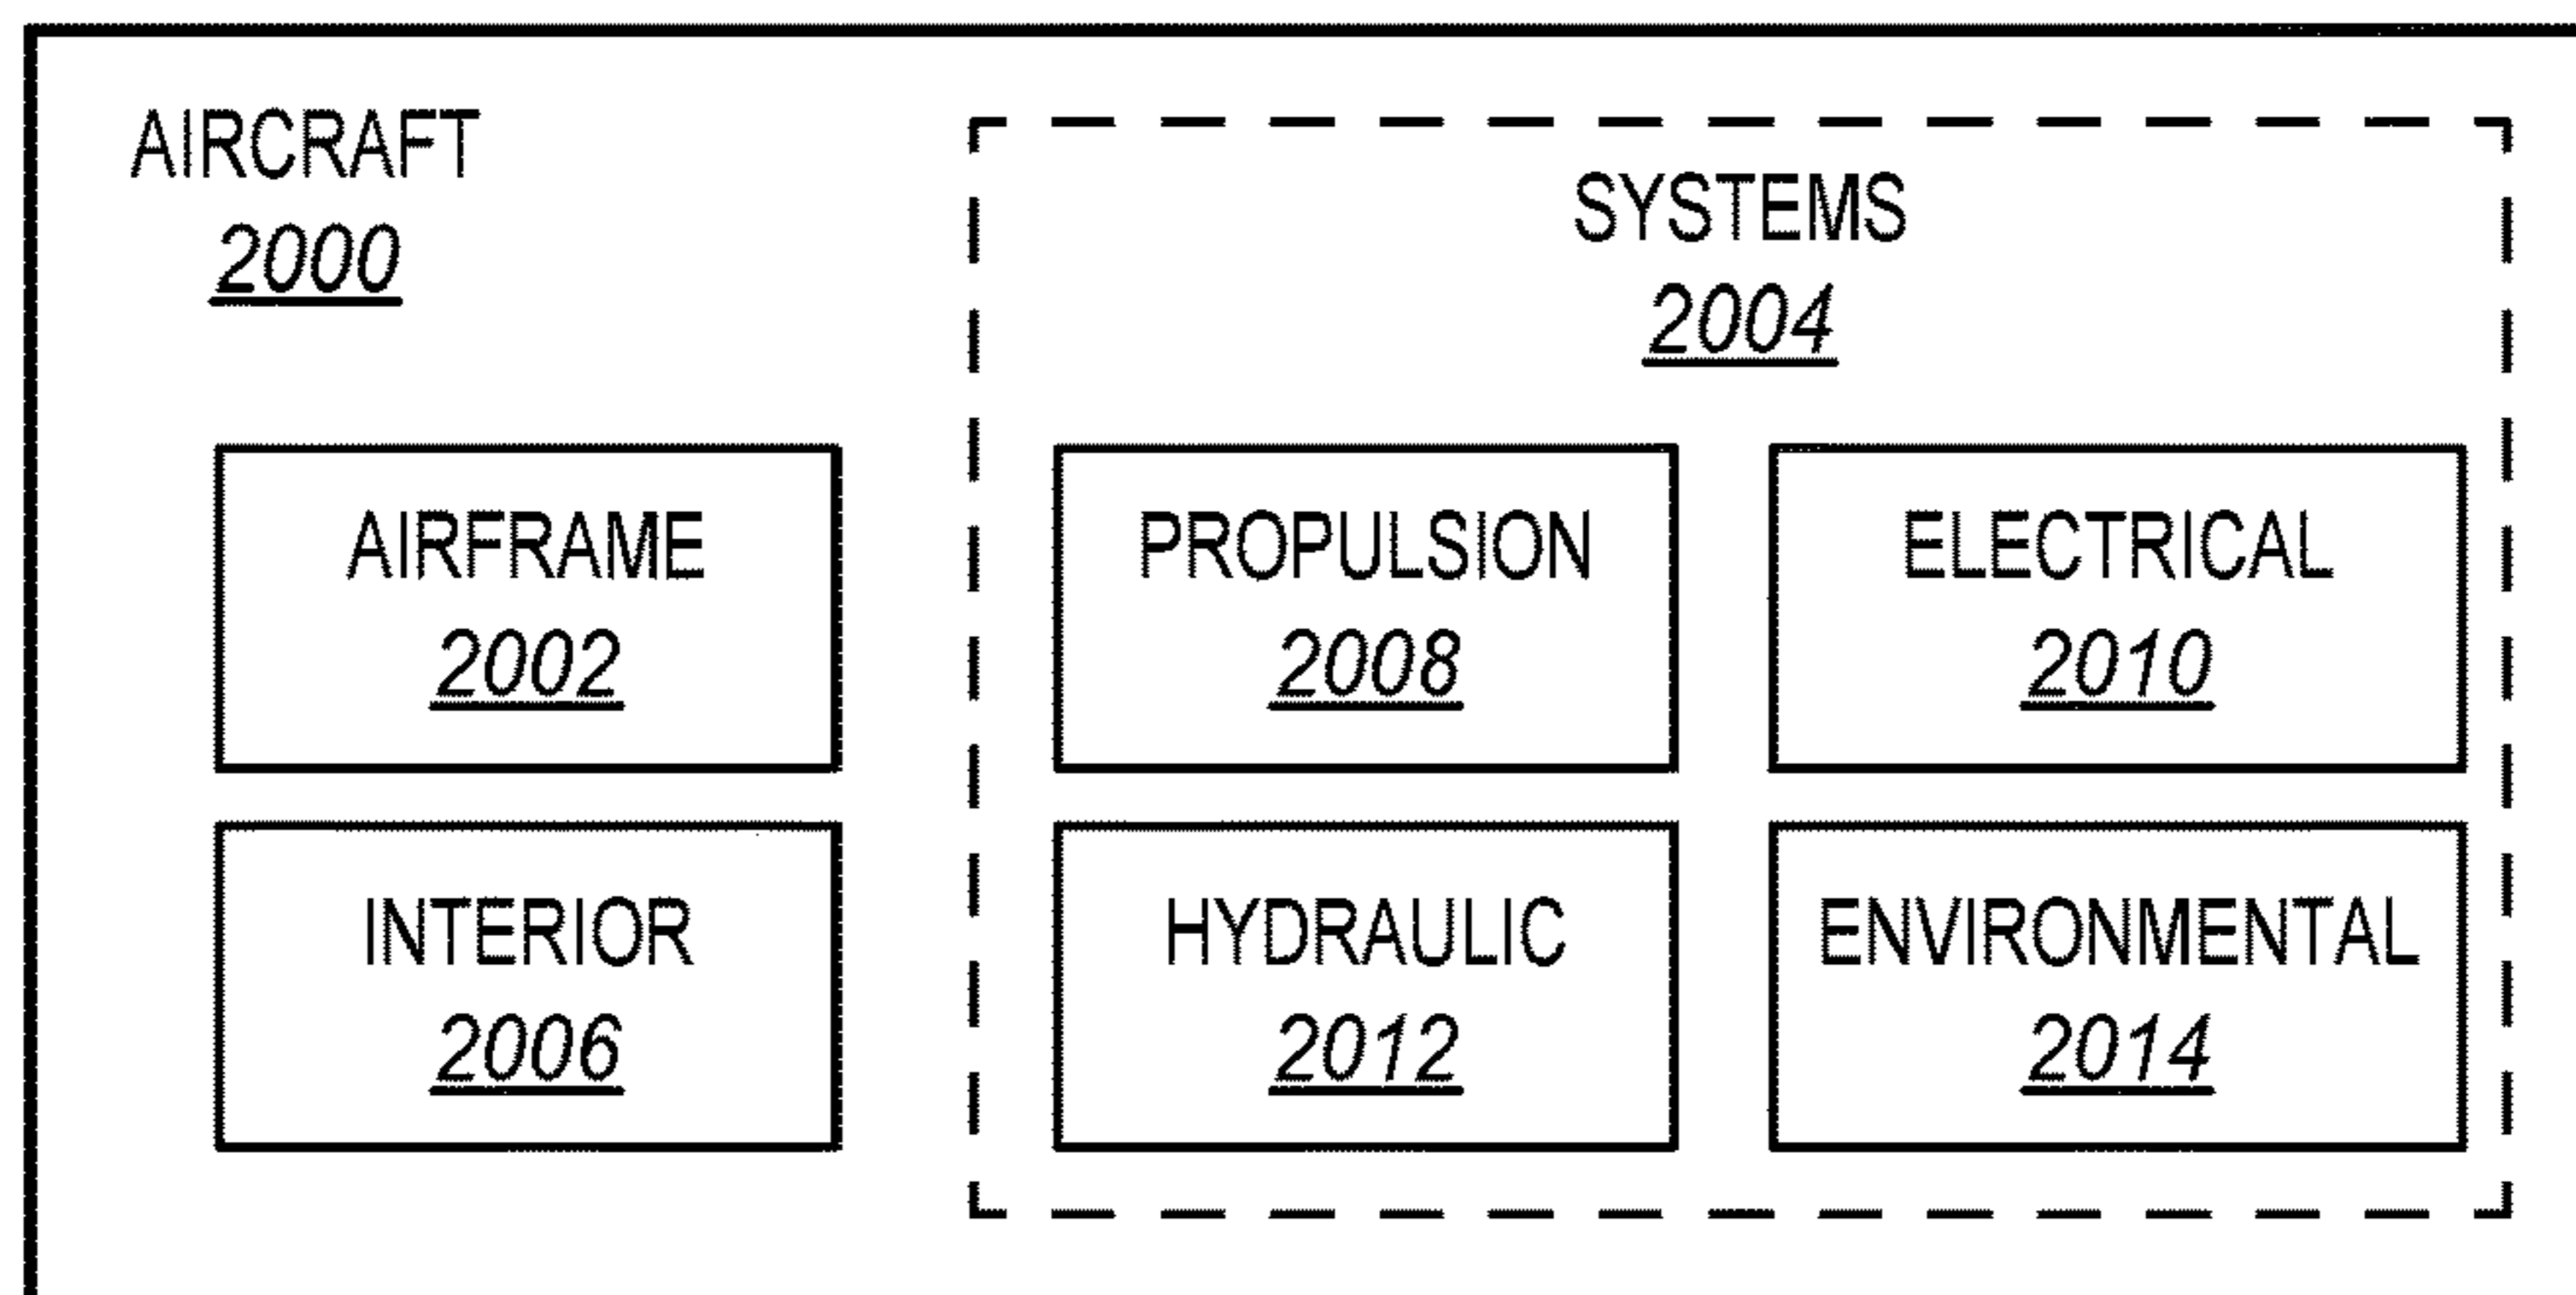 AIRCRAFT
2000
SYSTEMS
2004
AIRFRAME
2002
PROPULSION
2008
ELECTRICAL
2010
INTERIOR
2006
HYDRAULIC
2012
ENVIRONMENTAL
2014